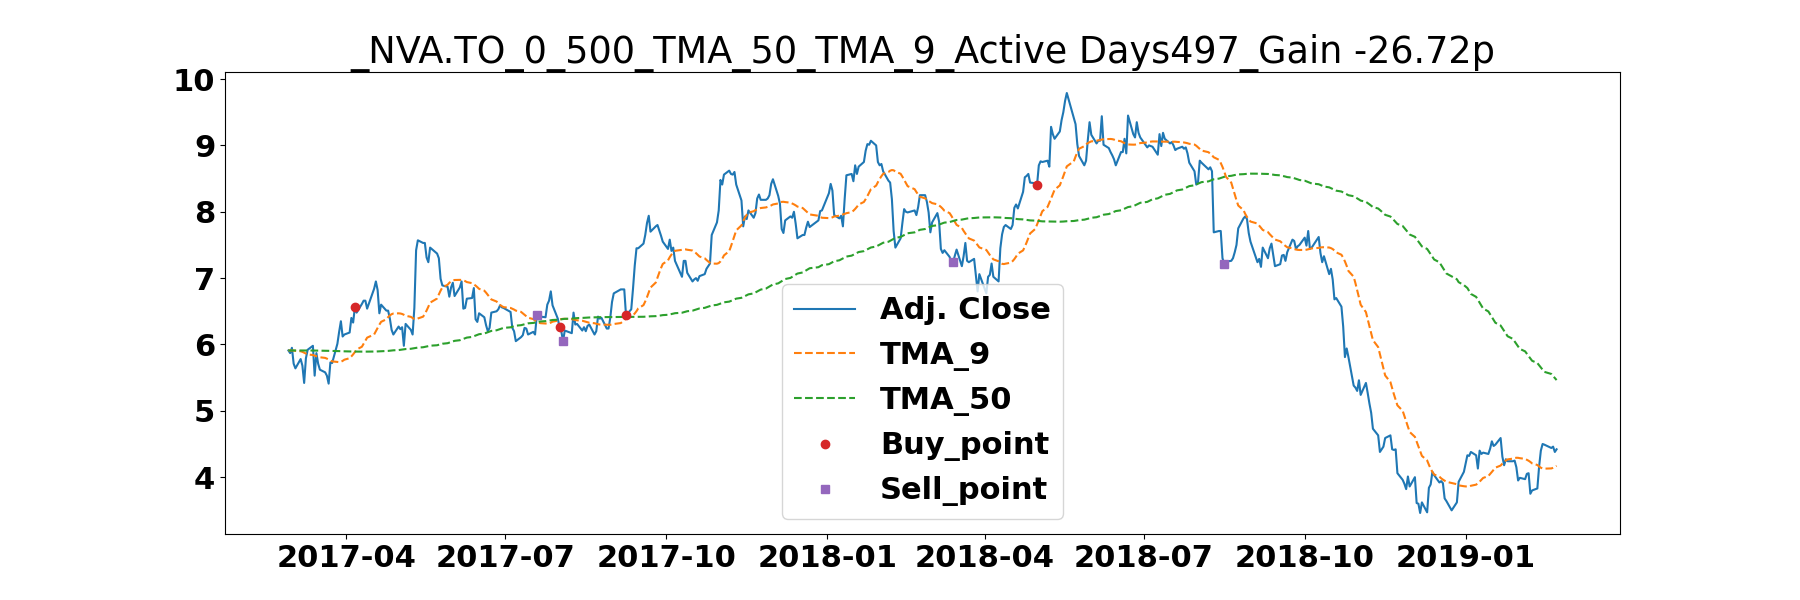 _NVA.TO_0_500_TMA_50_TMA_9_Active Days497_Gain -26.72p
10
9
8
7
6
5
4
Adj. Close
TMA_9
TMA_50
Buy_point
Sell_point
2017-04 2017-07 2017-10 2018-01 2018-04 2018-07 2018-10 2019-01